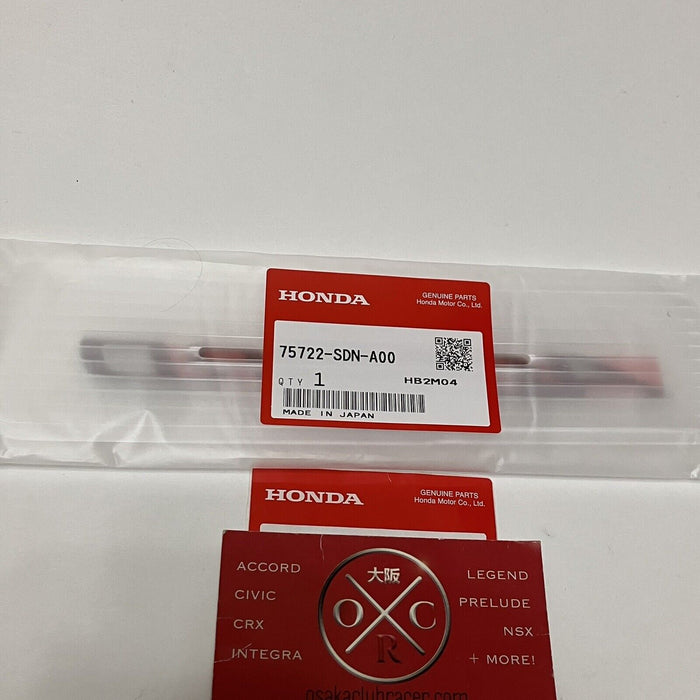 HONDA
GENUINE PARTS
Honda Motor Co., Ltd.
75722-SDN-A00
QTY 1
HB2M04
MADE IN JAPAN
HONDA
GENUINE PARTS
Honda Motor Co., Ltd.
ACCORD
CIVIC
CRX
INTEGRA
大阪
O C
R
LEGEND
PRELUDE
NSX
+ MORE!
osakaclubracer.com